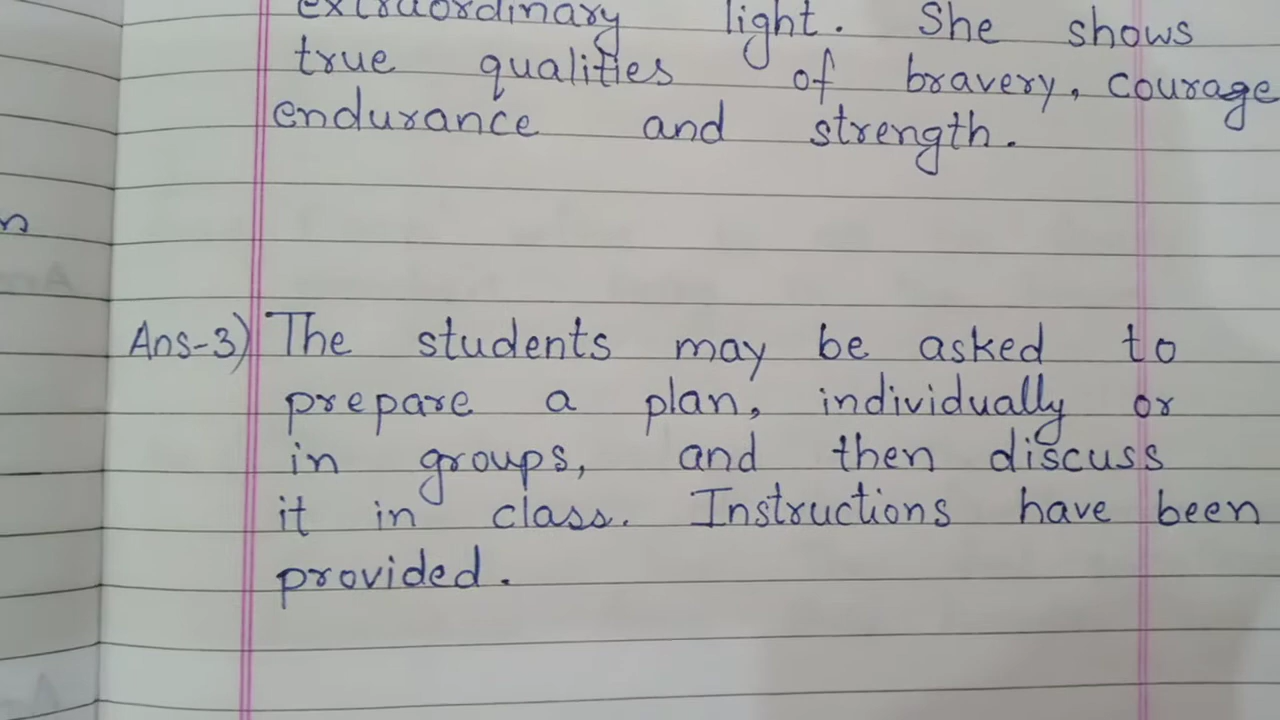 extraordinary light. She shows
true qualities of bravery, courage
endurance and strength.
Ans-3) The students may be asked to
prepare a plan, individually or
in groups, and then discuss
it in class. Instructions have been
provided.